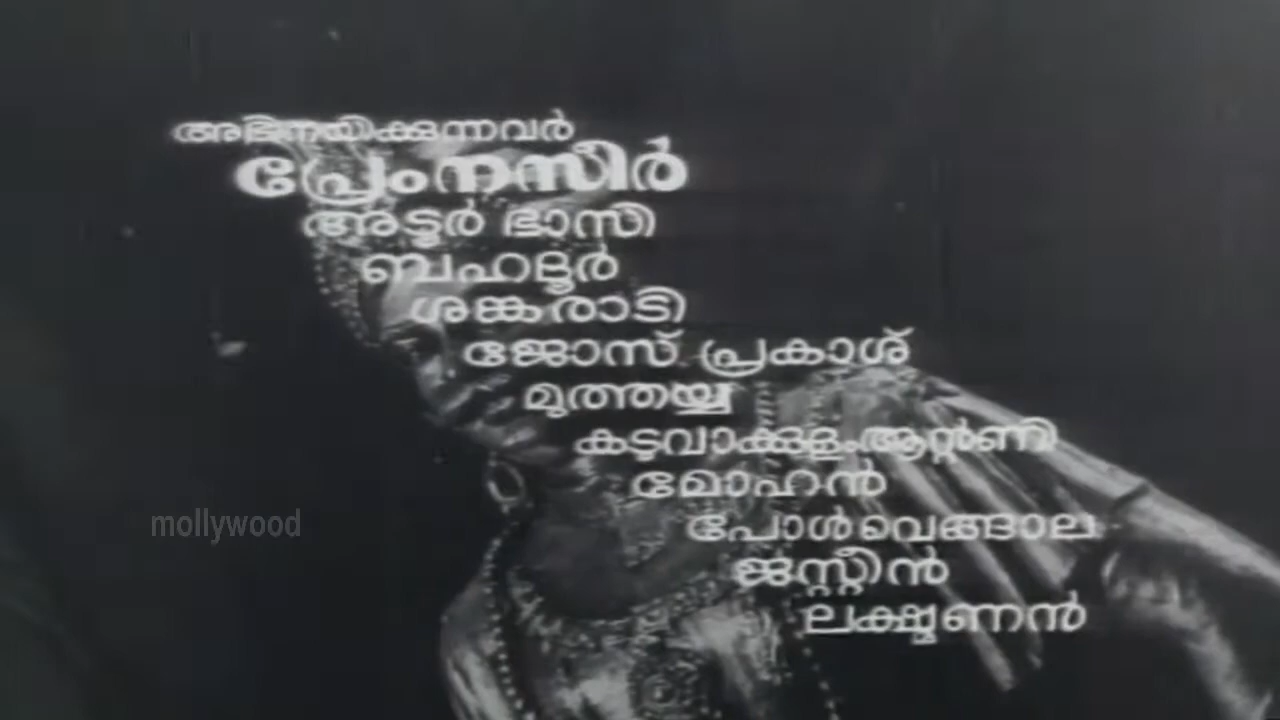 അഭിനയിക്കുന്നവർ
പ്രേംനസീർ
അടൂർ ഭാസി
ബഹദൂർ
ശങ്കരാടി
ജോസ് പ്രകാശ്
മുത്തയ്യ
കടുവാക്കുളം ആന്റണി
മോഹൻ
പോൾ വെങ്ങാല
ജസ്റ്റീൻ
ലക്ഷ്മണൻ
mollywood